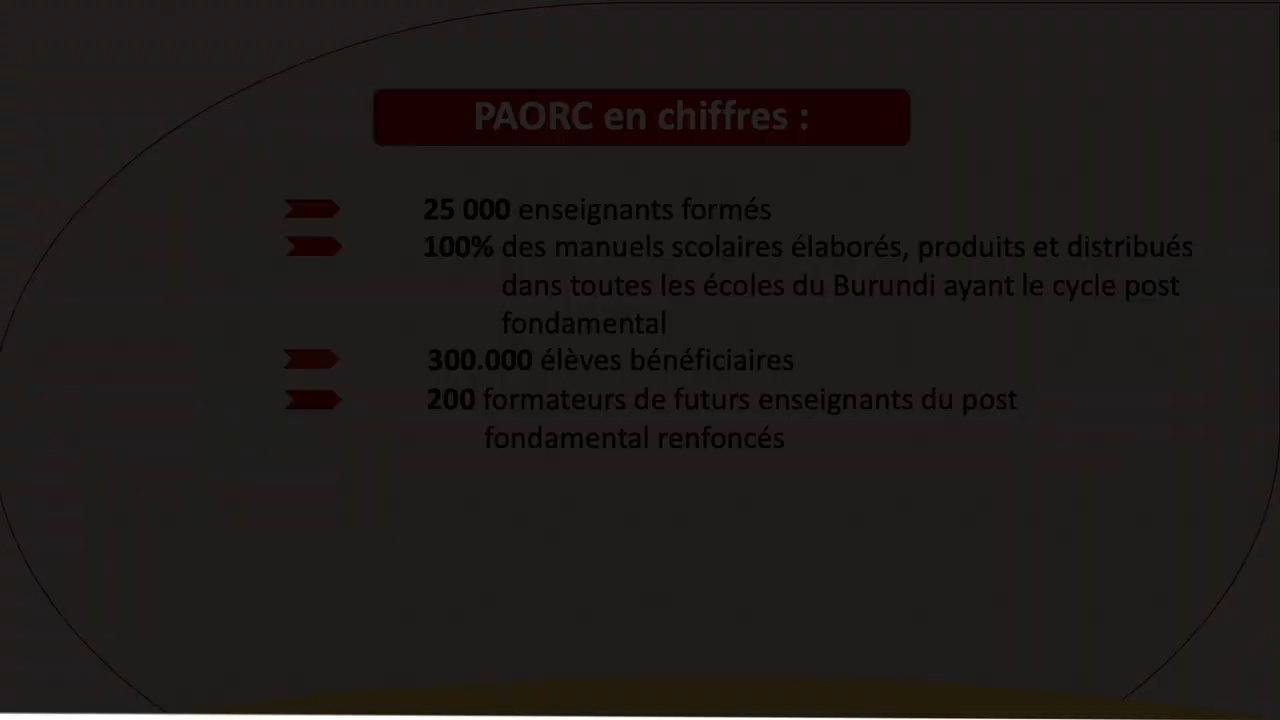 PAORC en chiffres :
25 000 enseignants formés
100% des manuels scolaires élaborés, produits et distribués
dans toutes les écoles du Burundi ayant le cycle post
fondamental
300.000 élèves bénéficiaires
200 formateurs de futurs enseignants du post
fondamental renfoncés